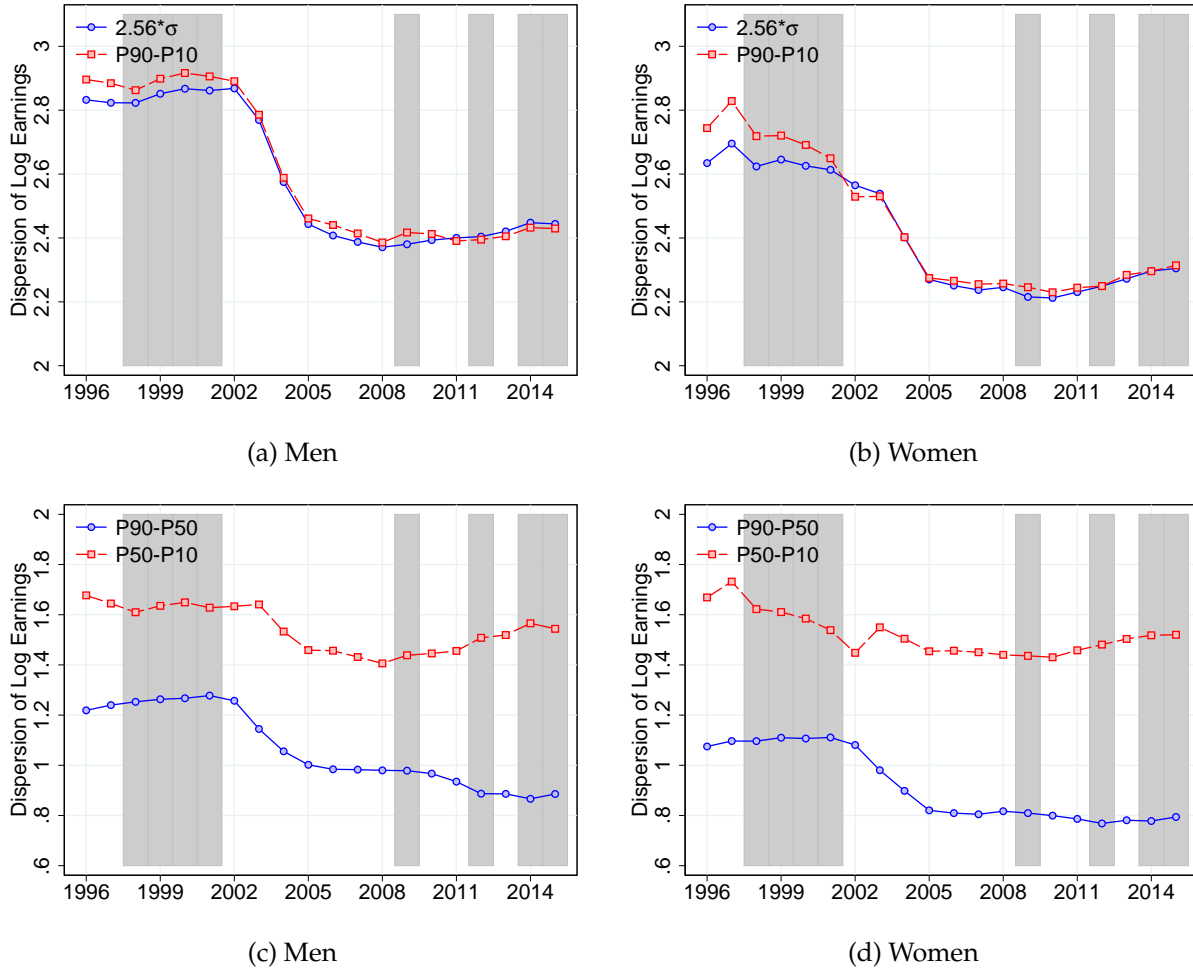 2.56*σ
P90-P10
Dispersion of Log Earnings
3
2.8
2.6
2.4
2.2
2
1996 1999 2002 2005 2008 2011 2014
(a) Men
2.56*σ
P90-P10
Dispersion of Log Earnings
3
2.8
2.6
2.4
2.2
2
1996 1999 2002 2005 2008 2011 2014
(b) Women
P90-P50
P50-P10
Dispersion of Log Earnings
2
1.8
1.6
1.4
1.2
1
.8
.6
1996 1999 2002 2005 2008 2011 2014
(c) Men
P90-P50
P50-P10
Dispersion of Log Earnings
2
1.8
1.6
1.4
1.2
1
.8
.6
1996 1999 2002 2005 2008 2011 2014
(d) Women